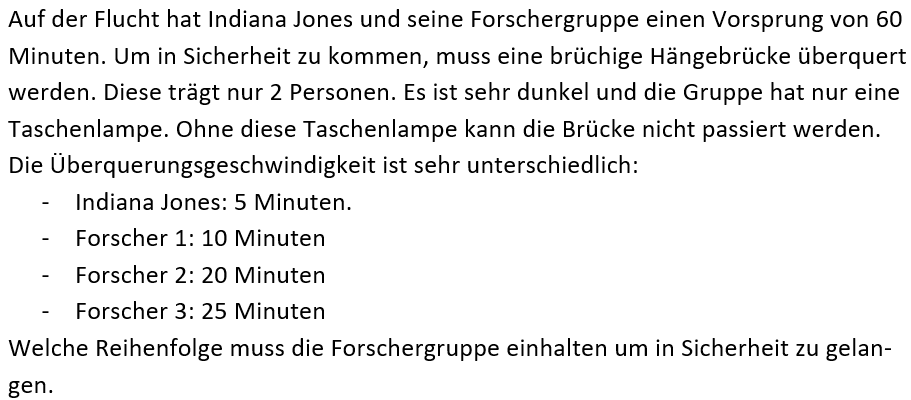 Auf der Flucht hat Indiana Jones und seine Forschergruppe einen Vorsprung von 60
Minuten. Um in Sicherheit zu kommen, muss eine brüchige Hängebrücke überquert
werden. Diese trägt nur 2 Personen. Es ist sehr dunkel und die Gruppe hat nur eine
Taschenlampe. Ohne diese Taschenlampe kann die Brücke nicht passiert werden.
Die Überquerungsgeschwindigkeit ist sehr unterschiedlich:
- Indiana Jones: 5 Minuten.
- Forscher 1: 10 Minuten
- Forscher 2: 20 Minuten
- Forscher 3: 25 Minuten
Welche Reihenfolge muss die Forschergruppe einhalten um in Sicherheit zu gelan-
gen.